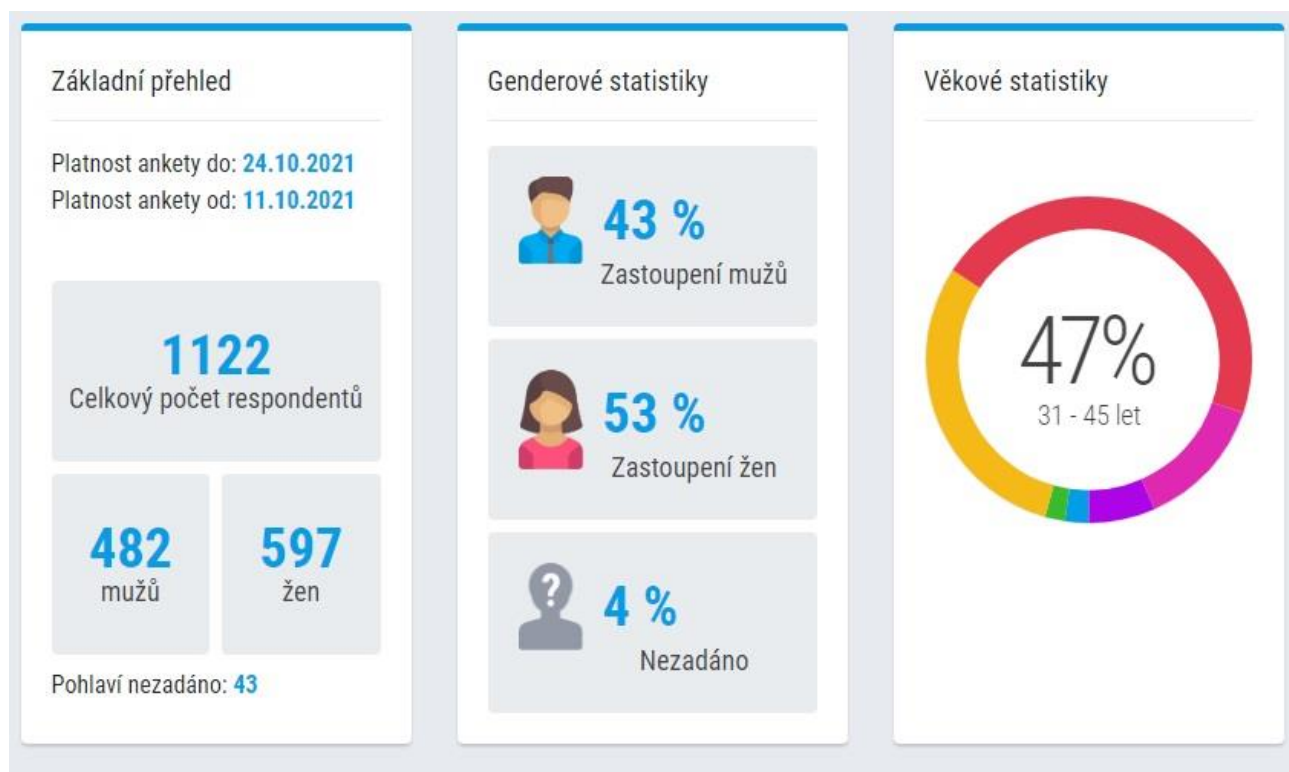 Základní přehled
Platnost ankety do: 24.10.2021
Platnost ankety od: 11.10.2021
1122
Celkový počet respondentů
482
mužů
597
žen
Pohlaví nezadáno: 43
Genderové statistiky
43 %
Zastoupení mužů
53 %
Zastoupení žen
?
4 %
Nezadáno
Věkové statistiky
47%
31 - 45 let